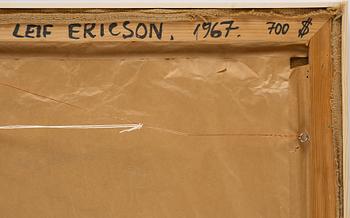 LEIF ERICSON. 1967. 700 $